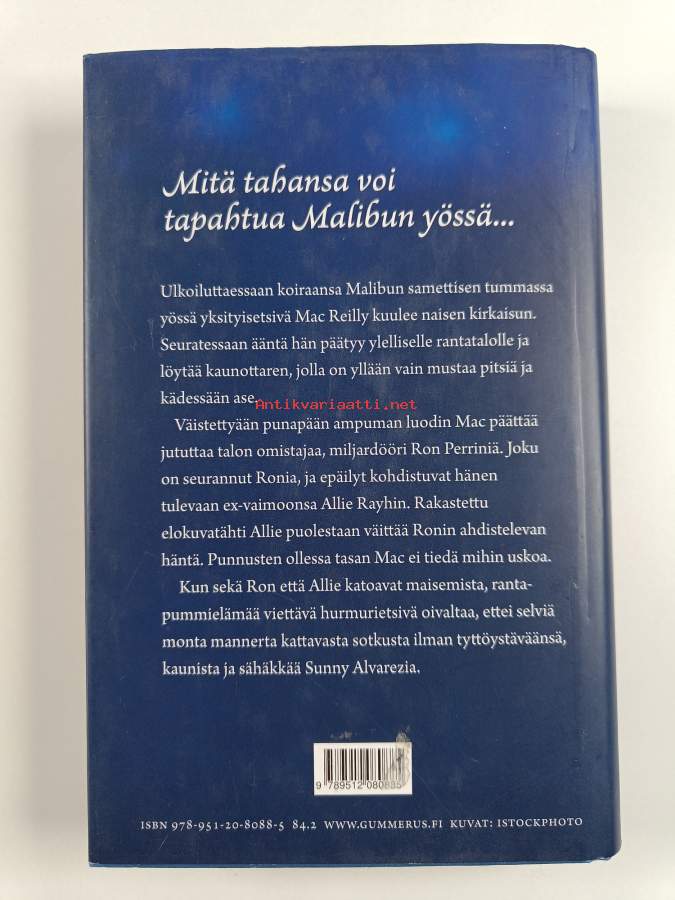 Mitä tahansa voi
tapahtua Malibun yössä...
Ulkoiluttaessaan koiraansa Malibun samettisen tummassa
yössä yksityisetsivä Mac Reilly kuulee naisen kirkaisun.
Seuratessaan ääntä hän päätyy ylelliselle rantatalolle ja
löytää kaunottaren, jolla on yllään vain mustaa pitsiä ja
kädessään ase.
Antikvariaatti.net
Väistettyään punapään ampuman luodin Mac päättää
jututtaa talon omistajaa, miljardööri Ron Perriniä. Joku
on seurannut Ronia, ja epäilyt kohdistuvat hänen
tulevaan ex-vaimoonsa Allie Rayhin. Rakastettu
elokuvatähti Allie puolestaan väittää Ronin ahdistelevan
häntä. Punnusten ollessa tasan Mac ei tiedä mihin uskoa.
Kun sekä Ron että Allie katoavat maisemista, ranta-
pummielämää viettävä hurmurietsivä oivaltaa, ettei selviä
monta mannerta kattavasta sotkusta ilman tyttöystäväänsä,
kaunista ja sähäkkää Sunny Alvarezia.
9 789512 080885
ISBN 978-951-20-8088-5 84.2 WWW.GUMMERUS.FI KUVAT: ISTOCKPHOTO